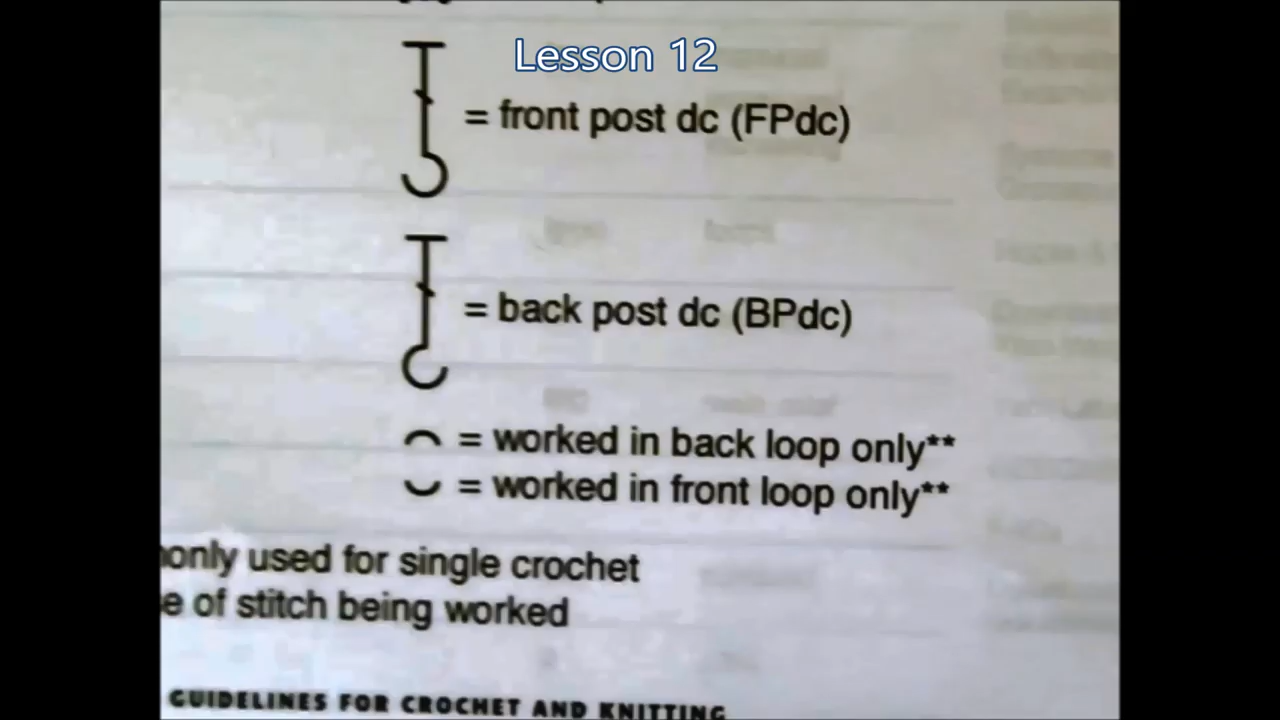 Lesson 12
= front post dc (FPdc)
= back post dc (BPdc)
= worked in back loop only**
= worked in front loop only**
only used for single crochet
e of stitch being worked
GUIDELINES FOR CROCHET AND KNITTING